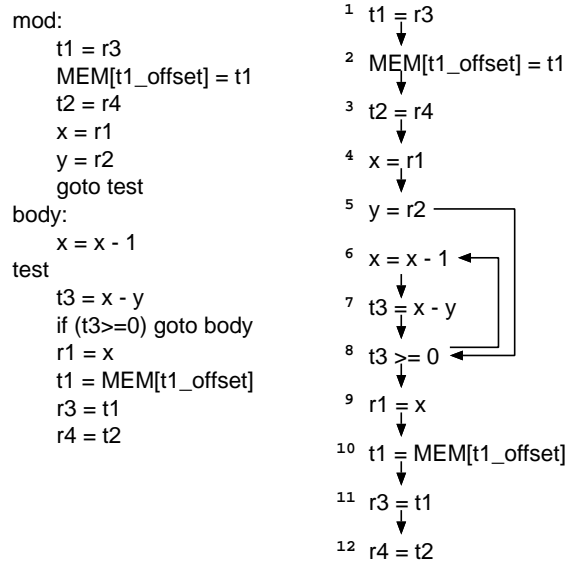 mod:
t1 = r3
MEM[t1_offset] = t1
t2 = r4
x = r1
y = r2
goto test
body:
x = x - 1
test
t3 = x - y
if (t3>=0) goto body
r1 = x
t1 = MEM[t1_offset]
r3 = t1
r4 = t2
1 t1 = r3
2 MEM[t1_offset] = t1
3 t2 = r4
4 x = r1
5 y = r2
6 x = x - 1
7 t3 = x - y
8 t3 >= 0
9 r1 = x
10 t1 = MEM[t1_offset]
11 r3 = t1
12 r4 = t2